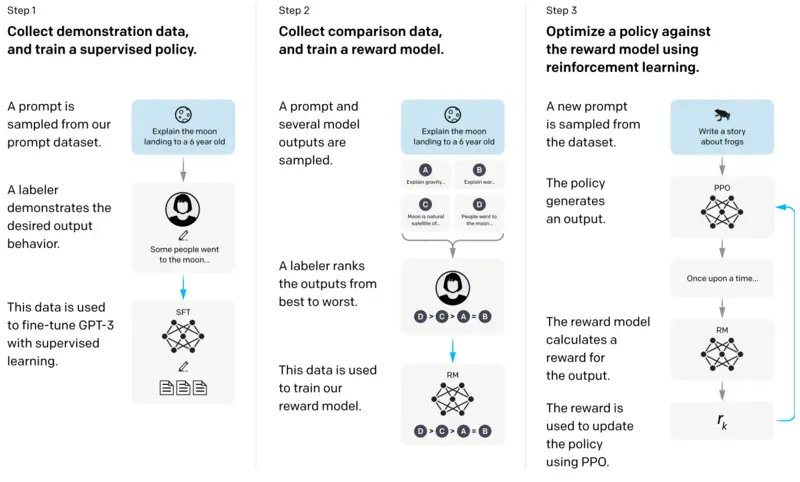 Step 1
Collect demonstration data,
and train a supervised policy.
A prompt is
sampled from our
prompt dataset.
Explain the moon
landing to a 6 year old
A labeler
demonstrates the
desired output
behavior.
Some people went
to the moon...
This data is used
to fine-tune GPT-3
with supervised
learning.
SFT
Step 2
Collect comparison data,
and train a reward model.
A prompt and
several model
outputs are
sampled.
Explain the moon
landing to a 6 year old
A
Explain gravity...
B
Explain war...
C
Moon is natural
satellite of...
D
People went to
the moon...
A labeler ranks
the outputs from
best to worst.
D > C > A = B
This data is used
to train our
reward model.
RM
D > C > A = B
Step 3
Optimize a policy against
the reward model using
reinforcement learning.
A new prompt
is sampled from
the dataset.
Write a story
about frogs
The policy
generates
an output.
PPO
Once upon a time...
The reward model
calculates a
reward for
the output.
RM
The reward is
used to update
the policy
using PPO.
rk